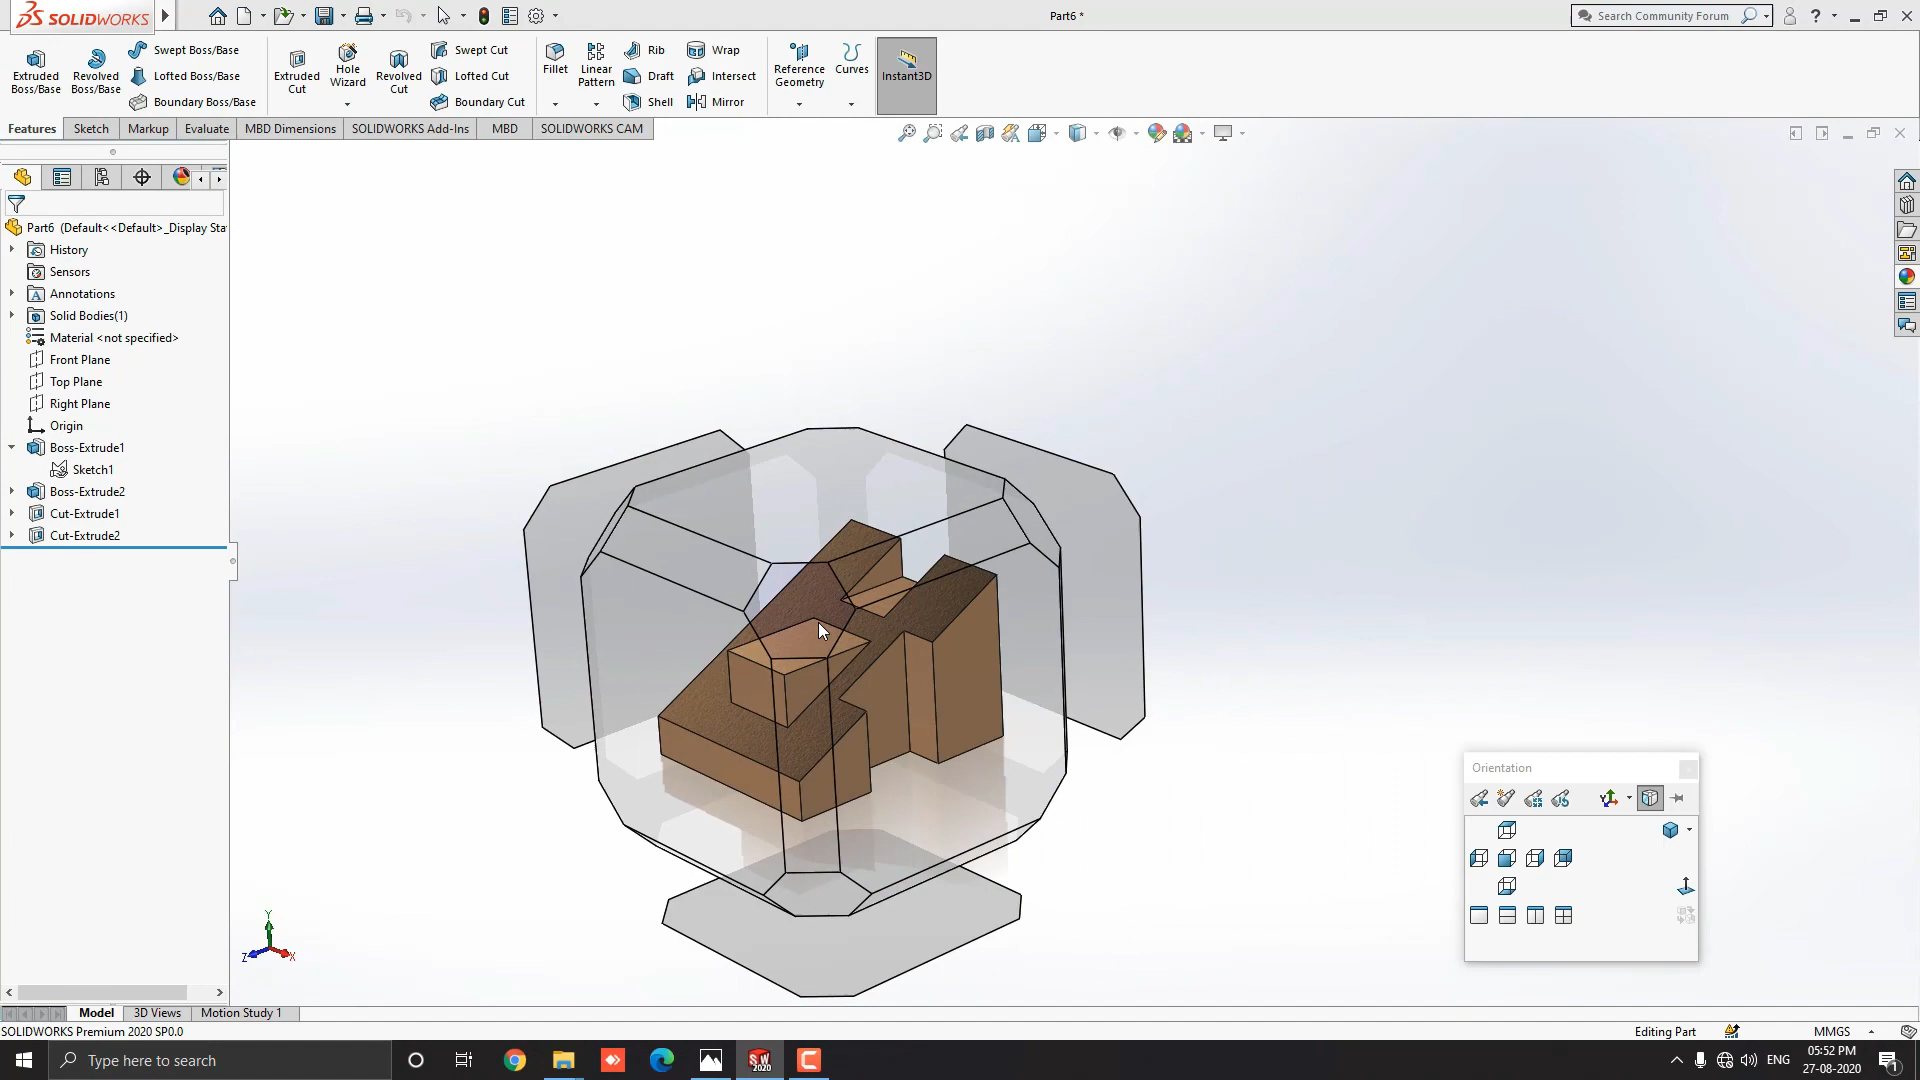 SOLIDWORKS
Part6 *
Search Community Forum
?
Extruded Boss/Base
Revolved Boss/Base
Swept Boss/Base
Lofted Boss/Base
Boundary Boss/Base
Extruded Cut
Hole Wizard
Revolved Cut
Swept Cut
Lofted Cut
Boundary Cut
Fillet
Linear Pattern
Rib
Draft
Shell
Wrap
Intersect
Mirror
Reference Geometry
Curves
Instant3D
Features
Sketch
Markup
Evaluate
MBD Dimensions
SOLIDWORKS Add-Ins
MBD
SOLIDWORKS CAM
Part6 (Default<<Default>_Display Sta
History
Sensors
Annotations
Solid Bodies(1)
Material <not specified>
Front Plane
Top Plane
Right Plane
Origin
Boss-Extrude1
Sketch1
Boss-Extrude2
Cut-Extrude1
Cut-Extrude2
Orientation
Y
Z
X
Model
3D Views
Motion Study 1
SOLIDWORKS Premium 2020 SP0.0
Editing Part
MMGS
Type here to search
SW
2020
ENG
05:52 PM
27-08-2020
1